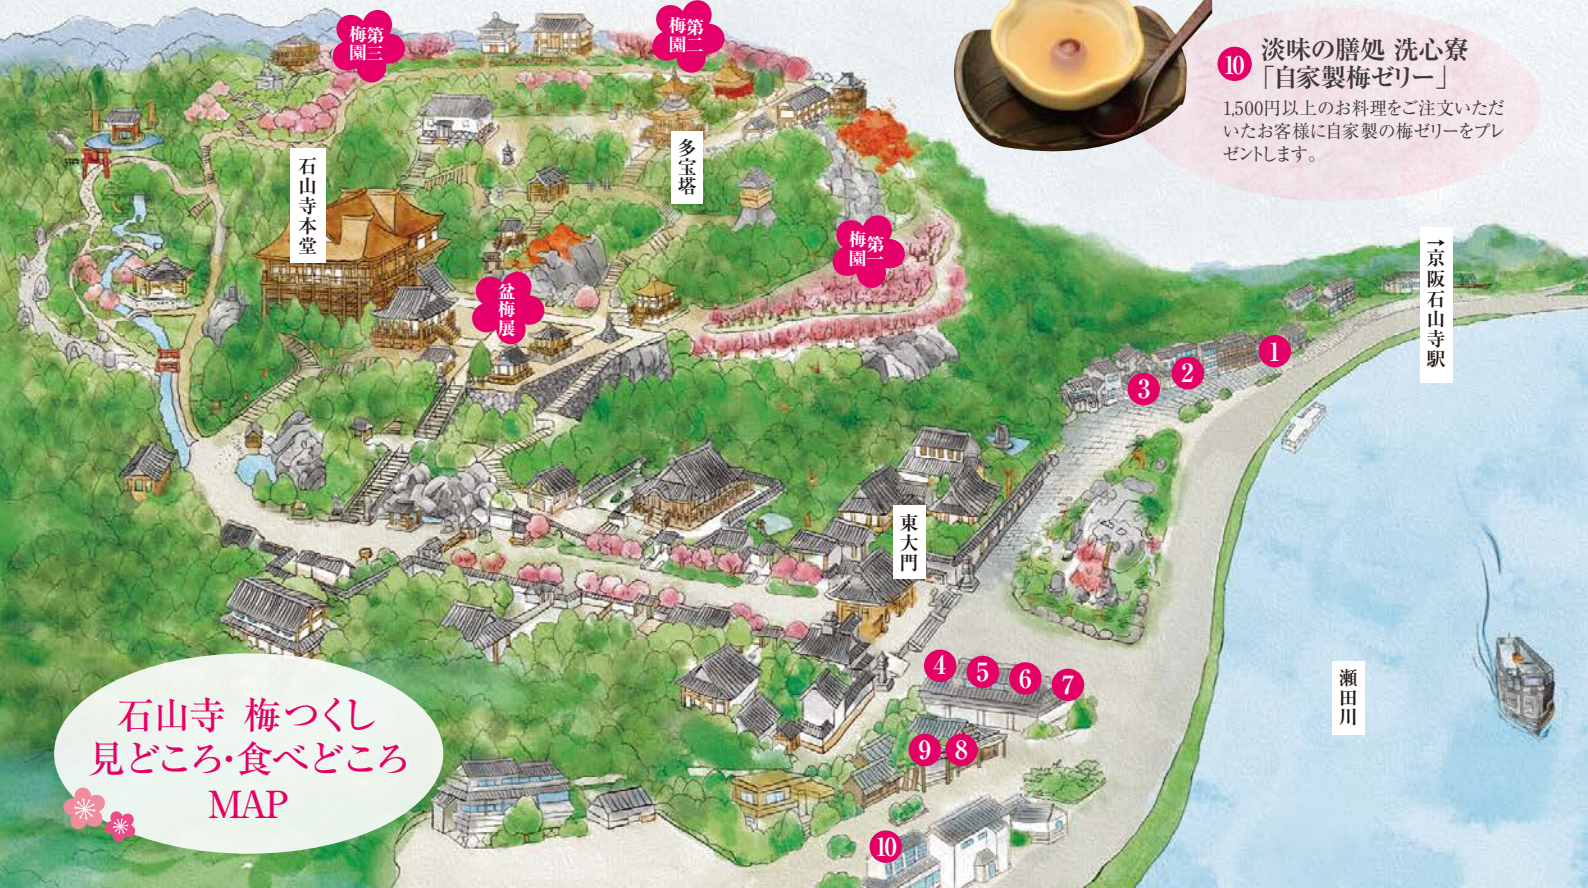 第三
梅園
第二
梅園
⑩ 淡味の膳処 洗心寮
「自家製梅ゼリー」
1,500円以上のお料理をご注文いただ
いたお客様に自家製の梅ゼリーをプレ
ゼントします。
石山寺本堂
多宝塔
第一
梅園
盆梅展
→京阪石山寺駅
①
②
③
東大門
④
⑤
⑥
⑦
⑨
⑧
⑩
瀬田川
石山寺 梅つくし
見どころ・食べどころ
MAP